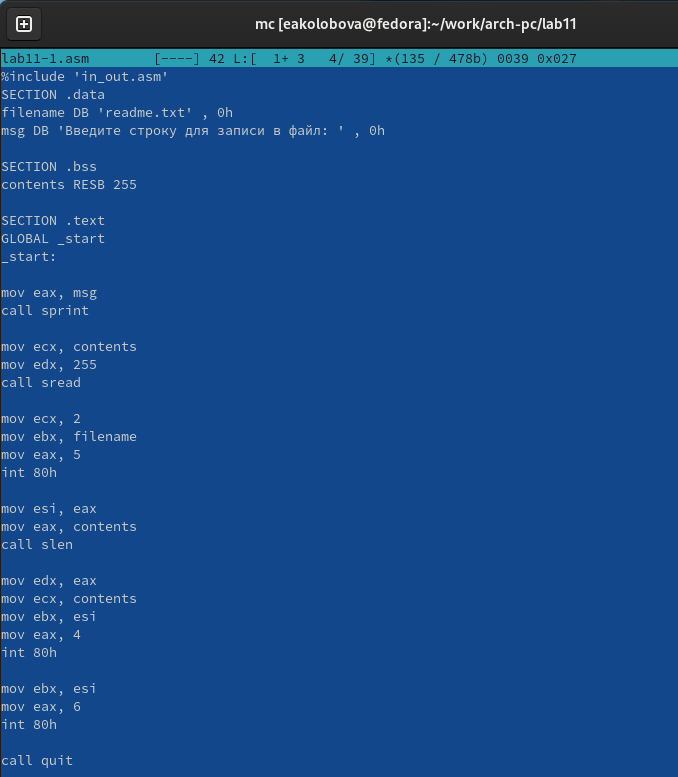 mc [eakolobova@fedora]:~/work/arch-pc/lab11
lab11-1.asm [----] 42 L:[ 1+ 3 4/ 39] *(135 / 478b) 0039 0x027
%include 'in_out.asm'
SECTION .data
filename DB 'readme.txt' , 0h
msg DB 'Введите строку для записи в файл: ' , 0h
SECTION .bss
contents RESB 255
SECTION .text
GLOBAL _start
_start:
mov eax, msg
call sprint
mov ecx, contents
mov edx, 255
call sread
mov ecx, 2
mov ebx, filename
mov eax, 5
int 80h
mov esi, eax
mov eax, contents
call slen
mov edx, eax
mov ecx, contents
mov ebx, esi
mov eax, 4
int 80h
mov ebx, esi
mov eax, 6
int 80h
call quit